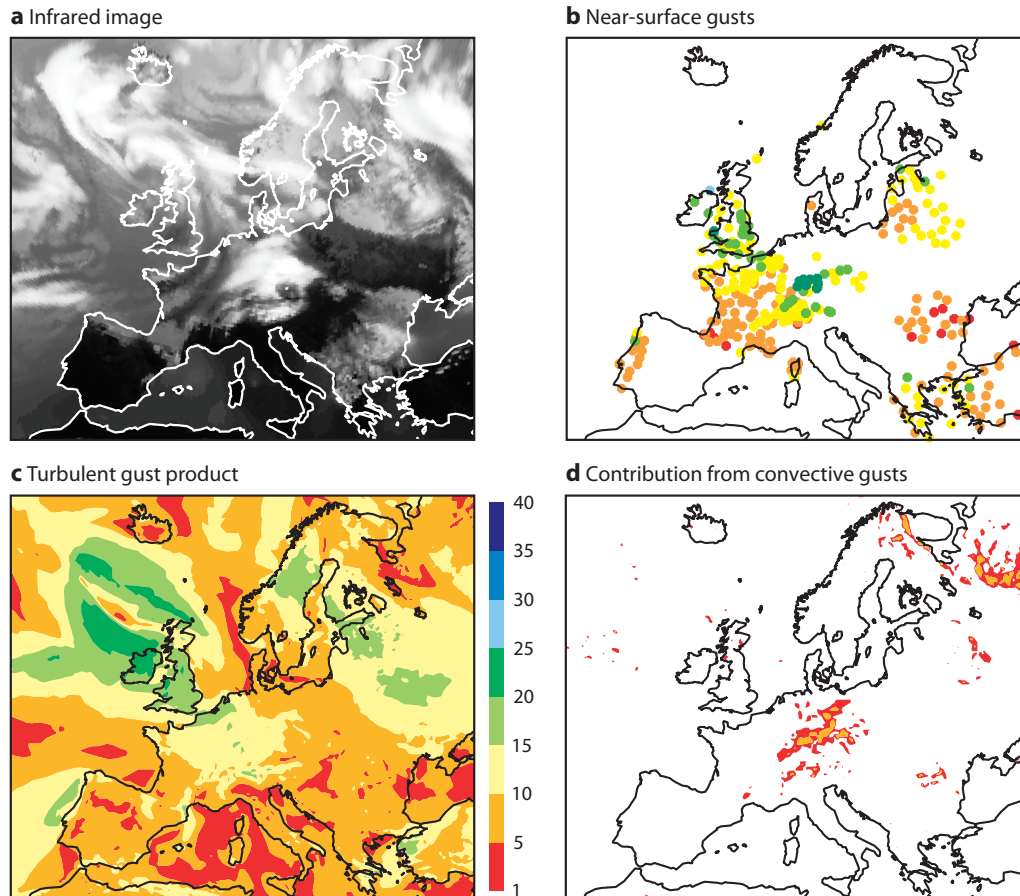 a Infrared image
b Near-surface gusts
c Turbulent gust product
d Contribution from convective gusts
40
35
30
25
20
15
10
5
1